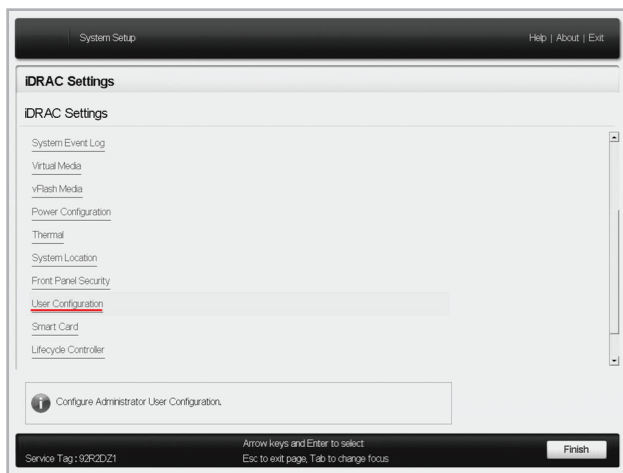 System Setup
Help | About | Exit
iDRAC Settings
iDRAC Settings
System Event Log
Virtual Media
vFlash Media
Power Configuration
Thermal
System Location
Front Panel Security
User Configuration
Smart Card
Lifecycle Controller
Configure Administrator User Configuration.
Service Tag : 92R2DZ1
Arrow keys and Enter to select
Esc to exit page, Tab to change focus
Finish